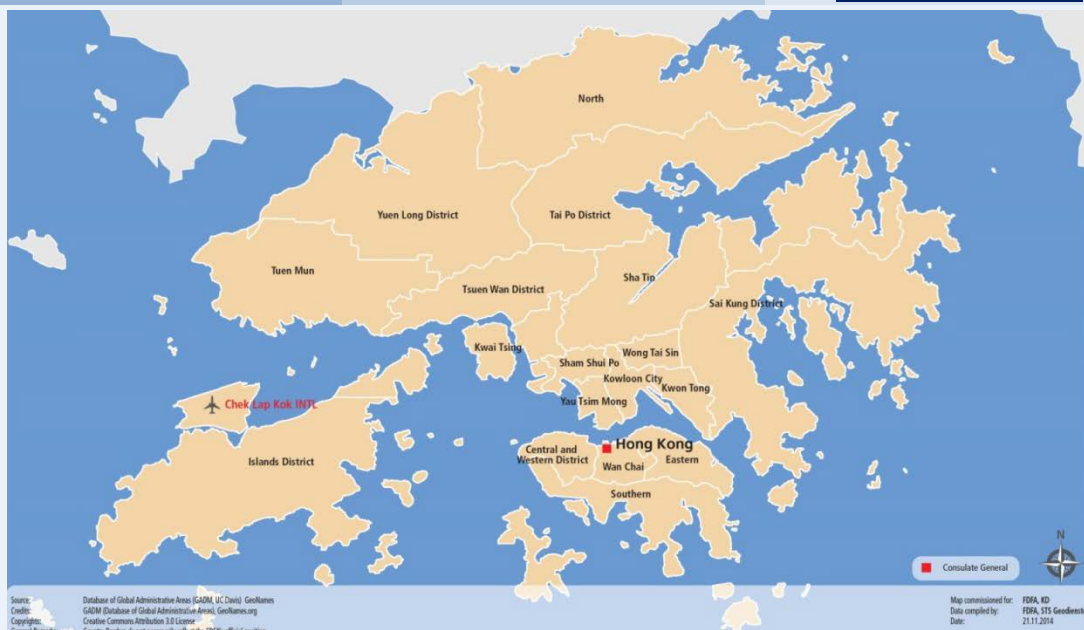 North
Yuen Long District
Tai Po District
Tuen Mun
Sha Tin
Tsuen Wan District
Sai Kung District
Kwai Tsing
Sham Shui Po
Wong Tai Sin
Kowloon City
Kwon Tong
Yau Tsim Mong
Chek Lap Kok INTL
Hong Kong
Central and
Western District
Wan Chai
Eastern
Islands District
Southern
N
Consulate General
Source: Database of Global Administrative Areas (GADM, UC Davis) GeoNames
Credits: GADM (Database of Global Administrative Areas), GeoNames.org
Copyrights: Creative Commons Attribution 3.0 License
Map commissioned for: FDFA, KD
Data compiled by: FDFA, STS Geodienste
Date: 21.11.2014